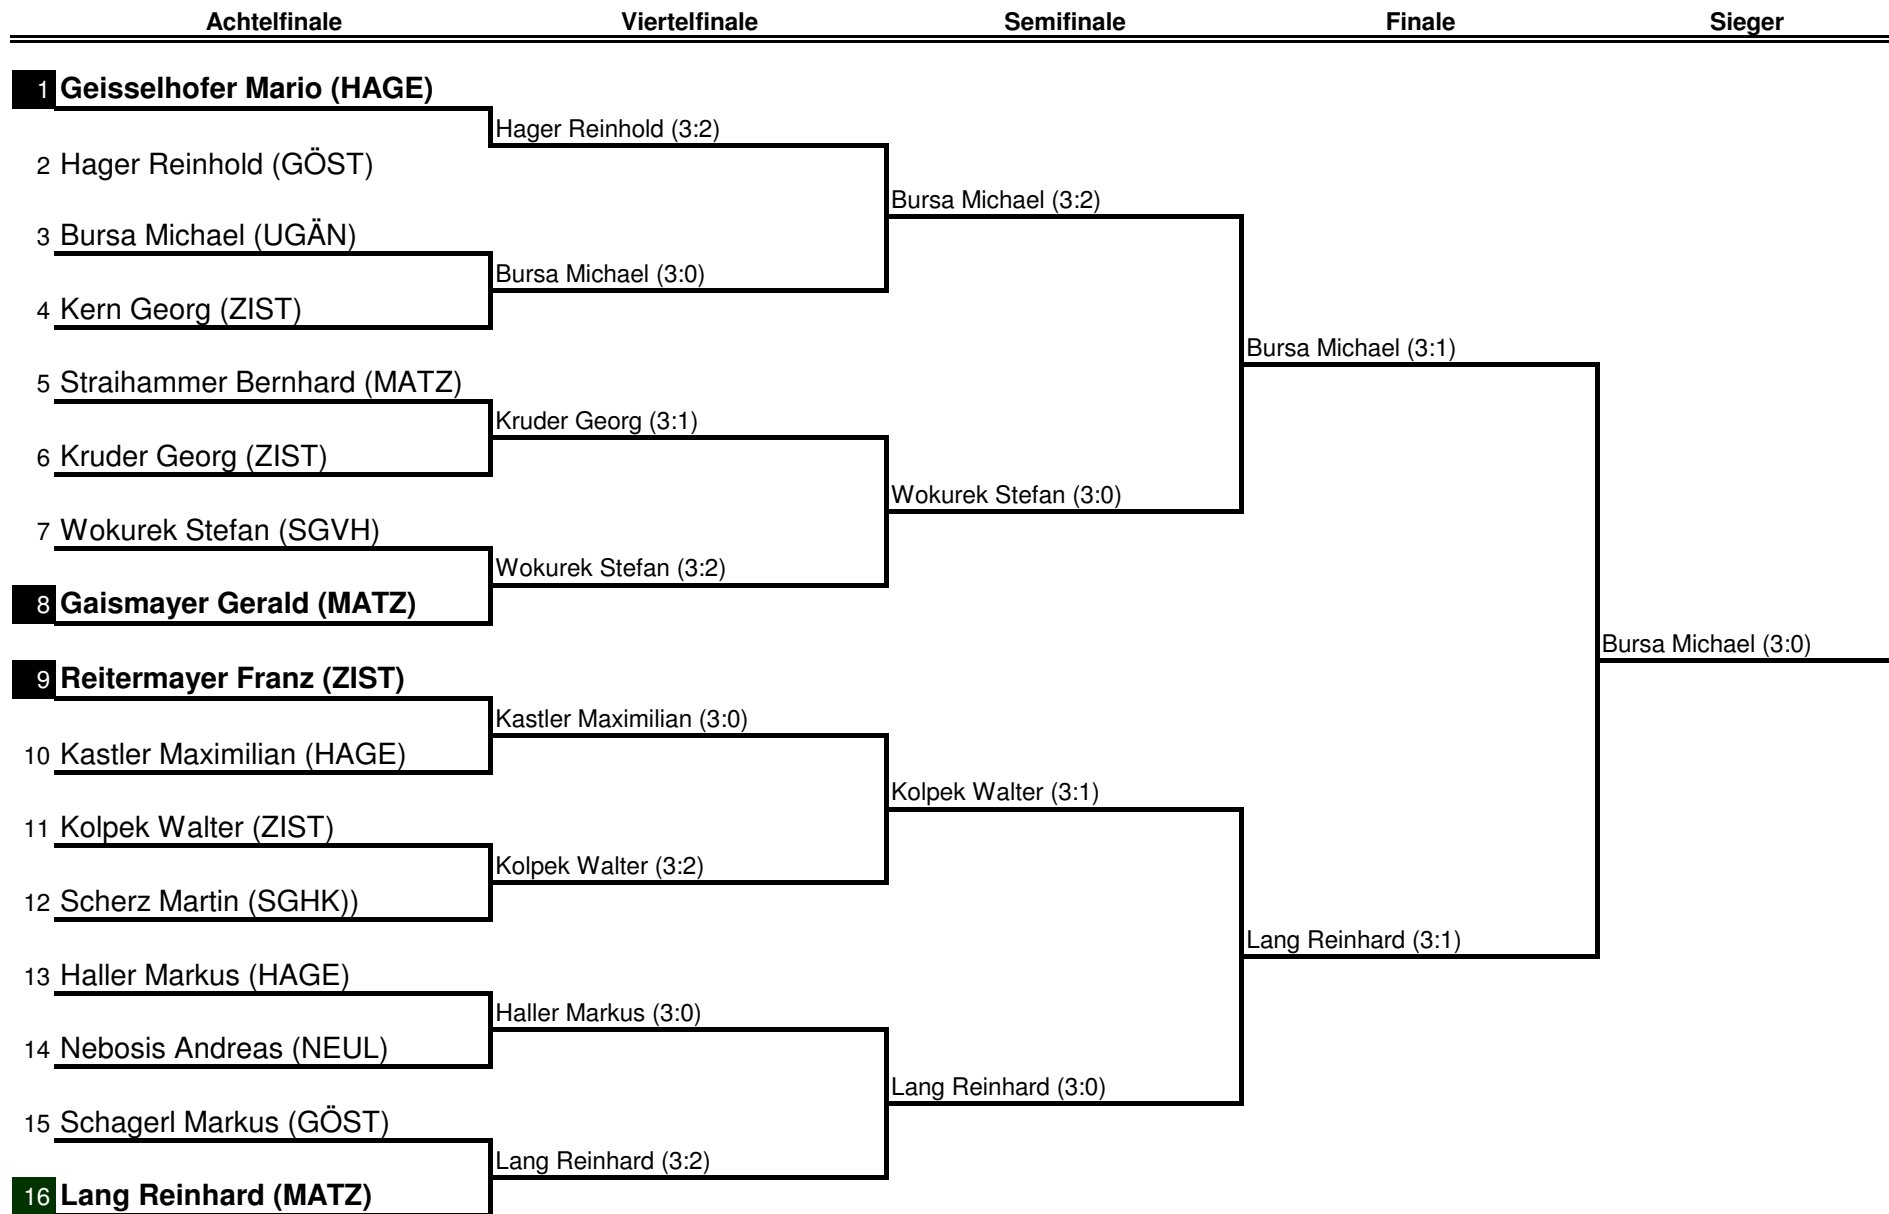 Achtelfinale Viertelfinale Semifinale Finale Sieger
1 Geisselhofer Mario (HAGE)
Hager Reinhold (3:2)
2 Hager Reinhold (GÖST)
Bursa Michael (3:2)
3 Bursa Michael (UGÄN)
Bursa Michael (3:0)
4 Kern Georg (ZIST)
Bursa Michael (3:1)
5 Straihammer Bernhard (MATZ)
Kruder Georg (3:1)
6 Kruder Georg (ZIST)
Wokurek Stefan (3:0)
7 Wokurek Stefan (SGVH)
Wokurek Stefan (3:2)
8 Gaismayer Gerald (MATZ)
Bursa Michael (3:0)
9 Reitermayer Franz (ZIST)
Kastler Maximilian (3:0)
10 Kastler Maximilian (HAGE)
Kolpek Walter (3:1)
11 Kolpek Walter (ZIST)
Kolpek Walter (3:2)
12 Scherz Martin (SGHK))
Lang Reinhard (3:1)
13 Haller Markus (HAGE)
Haller Markus (3:0)
14 Nebosis Andreas (NEUL)
Lang Reinhard (3:0)
15 Schagerl Markus (GÖST)
Lang Reinhard (3:2)
16 Lang Reinhard (MATZ)